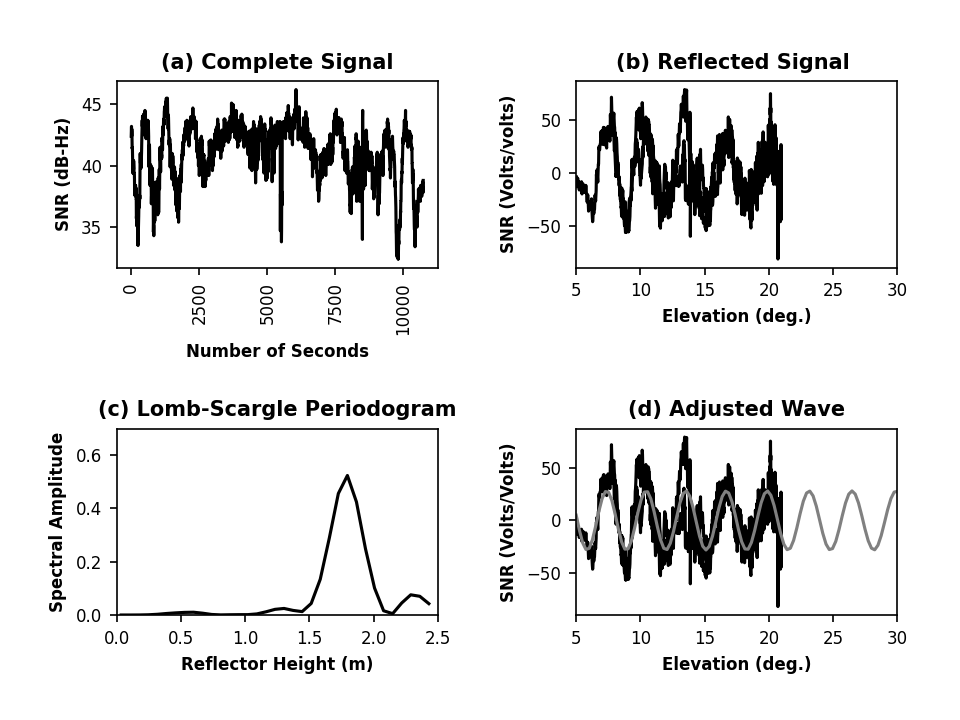 (a) Complete Signal
SNR (dB-Hz)
45
40
35
0
2500
5000
7500
10000
Number of Seconds
(b) Reflected Signal
SNR (Volts/volts)
50
0
−50
5 10 15 20 25 30
Elevation (deg.)
(c) Lomb-Scargle Periodogram
Spectral Amplitude
0.6
0.4
0.2
0.0
0.0 0.5 1.0 1.5 2.0 2.5
Reflector Height (m)
(d) Adjusted Wave
SNR (Volts/Volts)
50
0
−50
5 10 15 20 25 30
Elevation (deg.)